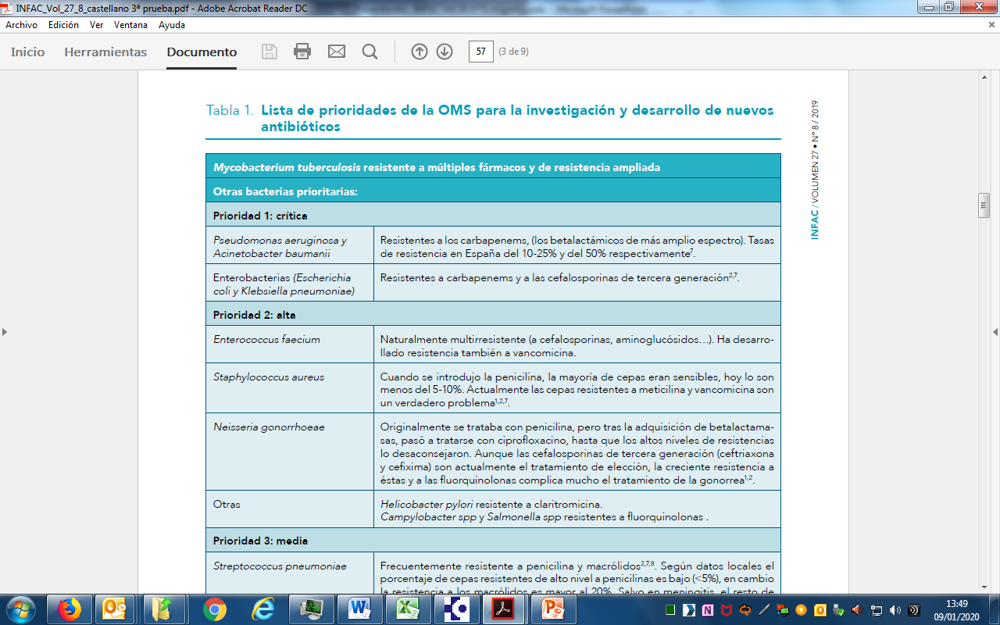 INFAC_Vol_27_8_castellano 3ª prueba.pdf - Adobe Acrobat Reader DC
Archivo Edición Ver Ventana Ayuda
Inicio Herramientas Documento 57 (3 de 9)
Tabla 1. Lista de prioridades de la OMS para la investigación y desarrollo de nuevos
antibióticos
INFAC / VOLUMEN 27 • Nº 8 / 2019
Mycobacterium tuberculosis resistente a múltiples fármacos y de resistencia ampliada
Otras bacterias prioritarias:
Prioridad 1: crítica
Pseudomonas aeruginosa y
Acinetobacter baumanii
Resistentes a los carbapenems, (los betalactámicos de más amplio espectro). Tasas
de resistencia en España del 10-25% y del 50% respectivamente7.
Enterobacterias (Escherichia
coli y Klebsiella pneumoniae)
Resistentes a carbapenems y a las cefalosporinas de tercera generación2,7.
Prioridad 2: alta
Enterococcus faecium
Naturalmente multirresistente (a cefalosporinas, aminoglucósidos…). Ha desarro-
llado resistencia también a vancomicina.
Staphylococcus aureus
Cuando se introdujo la penicilina, la mayoría de cepas eran sensibles, hoy lo son
menos del 5-10%. Actualmente las cepas resistentes a meticilina y vancomicina son
un verdadero problema1,2,7.
Neisseria gonorrhoeae
Originalmente se trataba con penicilina, pero tras la adquisición de betalactama-
sas, pasó a tratarse con ciprofloxacino, hasta que los altos niveles de resistencias
lo desaconsejaron. Aunque las cefalosporinas de tercera generación (ceftriaxona
y cefixima) son actualmente el tratamiento de elección, la creciente resistencia a
éstas y a las fluorquinolonas complica mucho el tratamiento de la gonorrea1,2.
Otras
Helicobacter pylori resistente a claritromicina.
Campylobacter spp y Salmonella spp resistentes a fluorquinolonas .
Prioridad 3: media
Streptococcus pneumoniae
Frecuentemente resistente a penicilina y macrólidos2,7,8. Según datos locales el
porcentaje de cepas resistentes de alto nivel a penicilinas es bajo (<5%), en cambio
la resistencia a los macrólidos es mayor al 20%. Salvo en meningitis, el resto de
13:49
09/01/2020